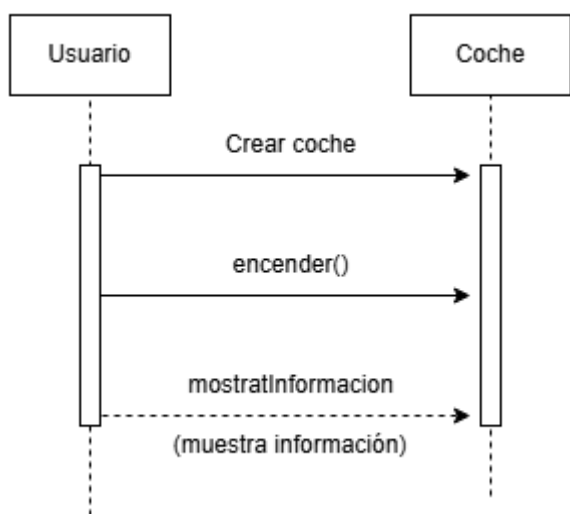 Usuario
Coche
Crear coche
encender()
mostratInformacion
(muestra información)